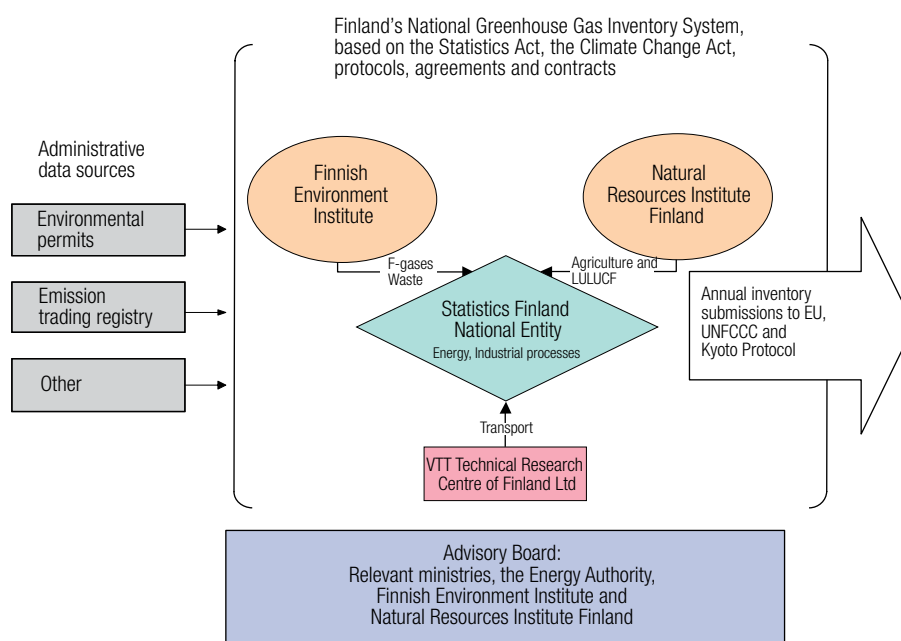 Finland's National Greenhouse Gas Inventory System,
based on the Statistics Act, the Climate Change Act,
protocols, agreements and contracts
Administrative
data sources
Environmental
permits
Emission
trading registry
Other
Finnish
Environment
Institute
Natural
Resources Institute
Finland
F-gases
Waste
Agriculture and
LULUCF
Statistics Finland
National Entity
Energy, Industrial processes
Transport
VTT Technical Research
Centre of Finland Ltd
Annual inventory
submissions to EU,
UNFCCC and
Kyoto Protocol
Advisory Board:
Relevant ministries, the Energy Authority,
Finnish Environment Institute and
Natural Resources Institute Finland